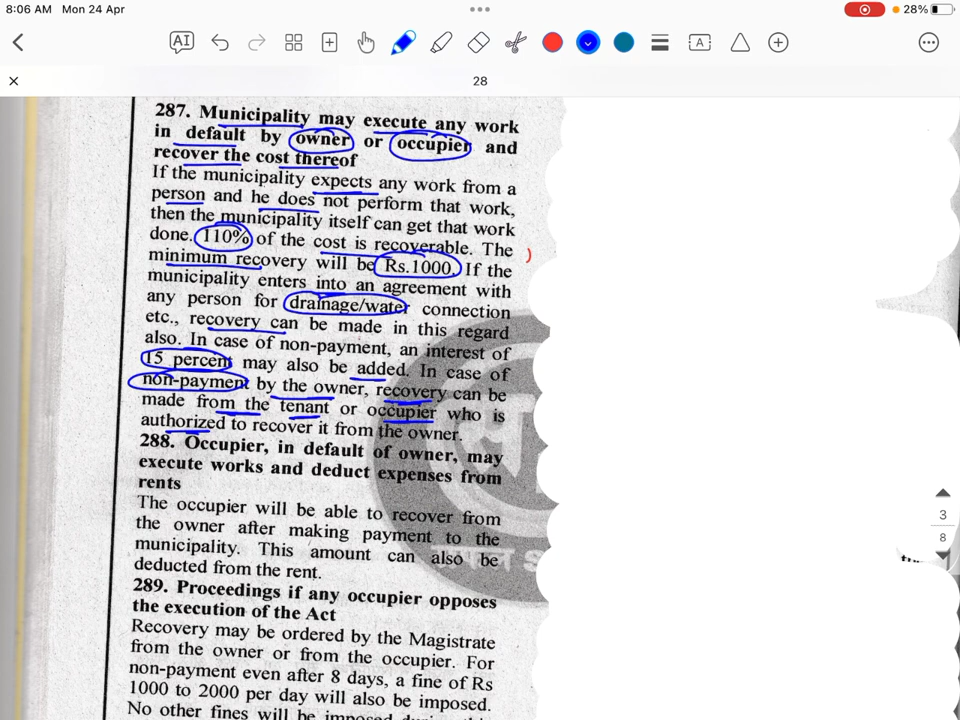 8:06 AM Mon 24 Apr
28%
AI
A
28
287. Municipality may execute any work
in default by owner or occupier and
recover the cost thereof
If the municipality expects any work from a
person and he does not perform that work,
then the municipality itself can get that work
done. 110% of the cost is recoverable. The
minimum recovery will be Rs.1000. If the
municipality enters into an agreement with
any person for drainage/water connection
etc., recovery can be made in this regard
also. In case of non-payment, an interest of
15 percent may also be added. In case of
non-payment by the owner, recovery can be
made from the tenant or occupier who is
authorized to recover it from the owner.
288. Occupier, in default of owner, may
execute works and deduct expenses from
rents
The occupier will be able to recover from
the owner after making payment to the
municipality. This amount can also be
deducted from the rent.
289. Proceedings if any occupier opposes
the execution of the Act
Recovery may be ordered by the Magistrate
from the owner or from the occupier. For
non-payment even after 8 days, a fine of Rs
1000 to 2000 per day will also be imposed.
No other fines will be imposed
3
8